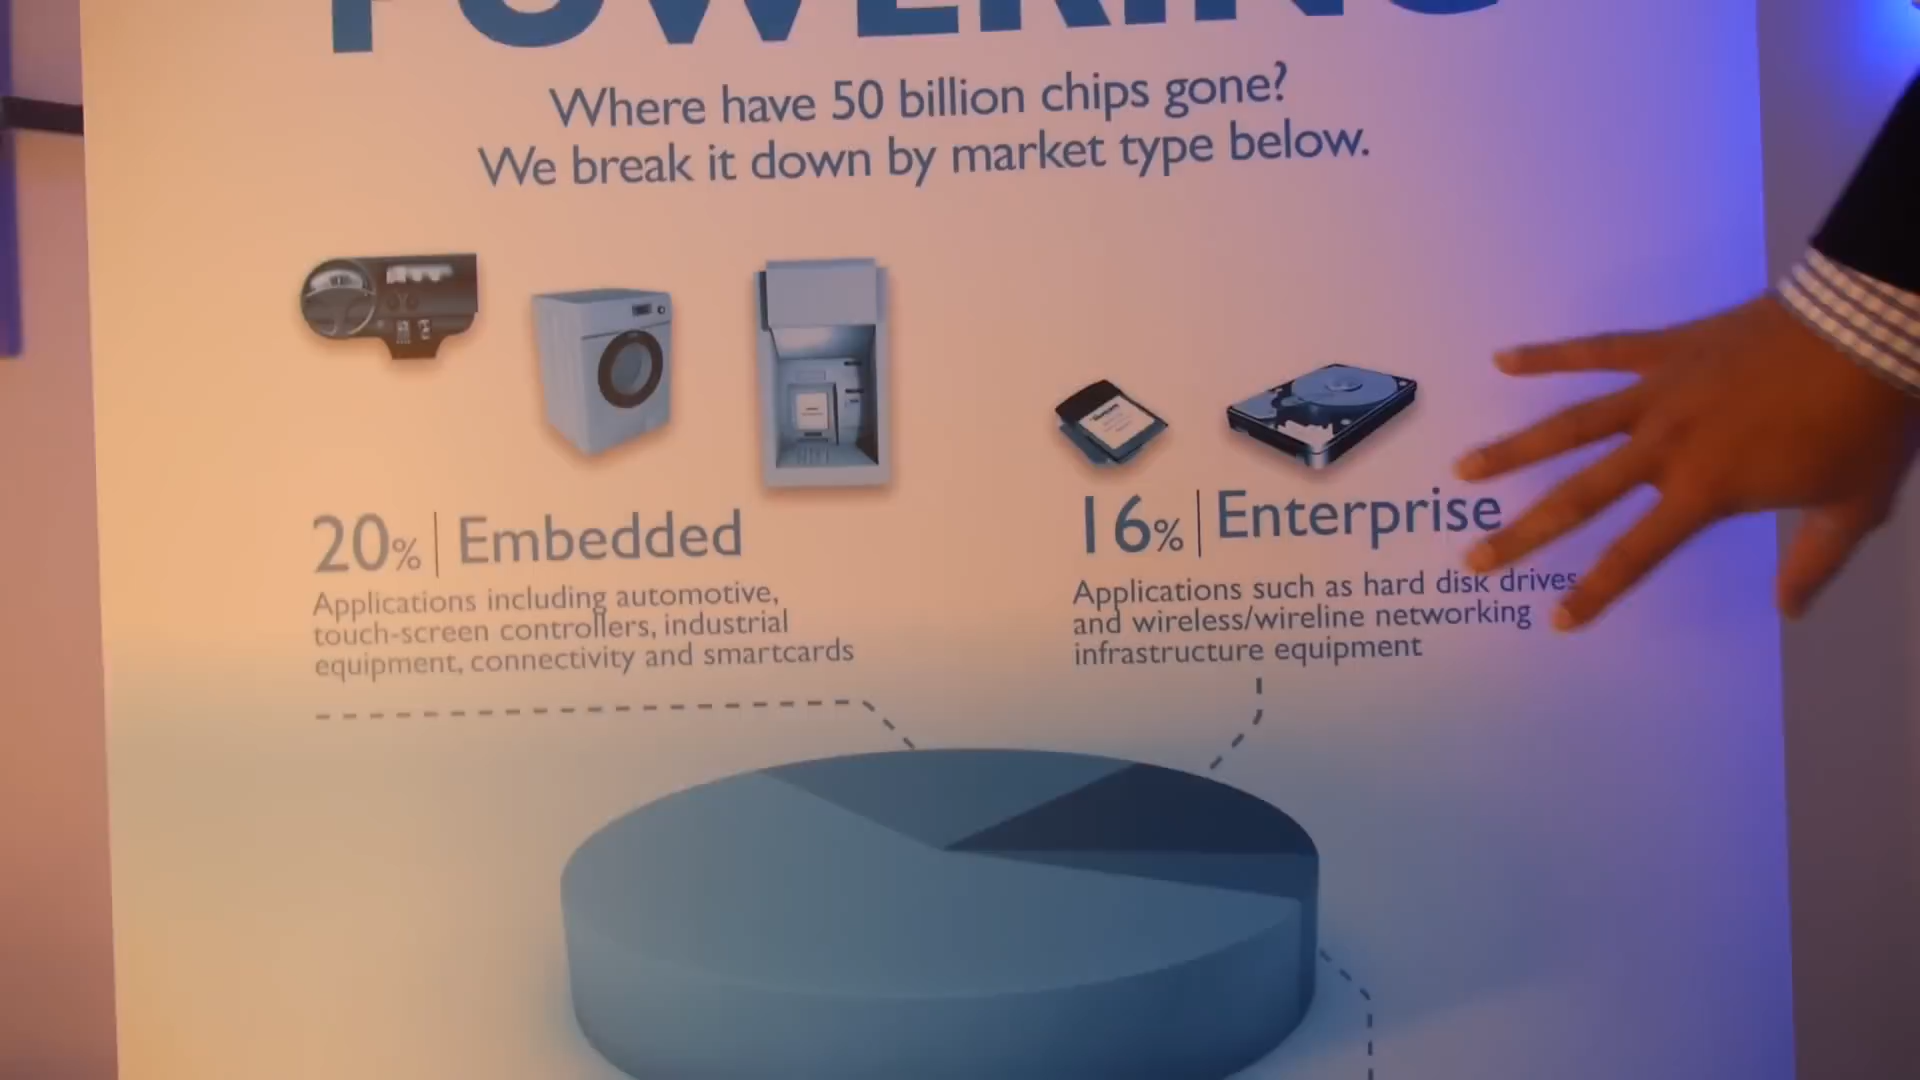 POWERING
Where have 50 billion chips gone?
We break it down by market type below.
20% | Embedded
Applications including automotive,
touch-screen controllers, industrial
equipment, connectivity and smartcards
16% | Enterprise
Applications such as hard disk drives
and wireless/wireline networking
infrastructure equipment